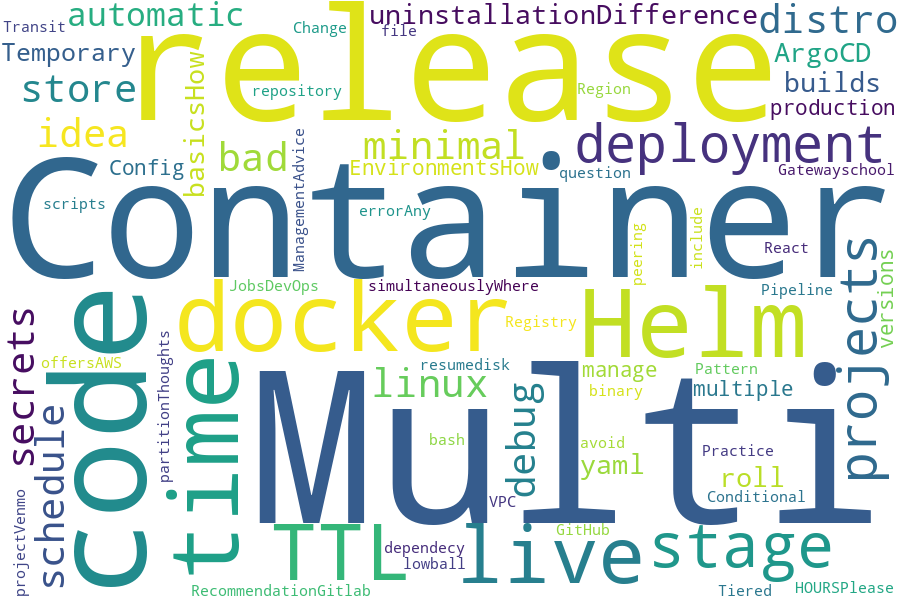 Transit
automatic
Change
file
uninstallationDifference
distro
Temporary
release
ArgoCD
store
basicsHow
repository
Region
builds
production
idea
Config
bad
ManagementAdvice
minimal
EnvironmentsHow
deployment
question
Gatewayschool
Container
scripts
errorAny
peering
include
React
projects
versions
JobsDevOps
simultaneouslyWhere
Pipeline
code
docker
Registry
Helm
secrets
offersAWS
partitionThoughts
time
linux
resumedisk
manage
Pattern
binary
multiple
schedule
Multi
debug
bash
avoid
yaml
Practice
roll
Conditional
projectVenmo
VPC
TTL
dependecy
lowball
live
GitHub
stage
RecommendationGitlab
Tiered
HOURSPlease